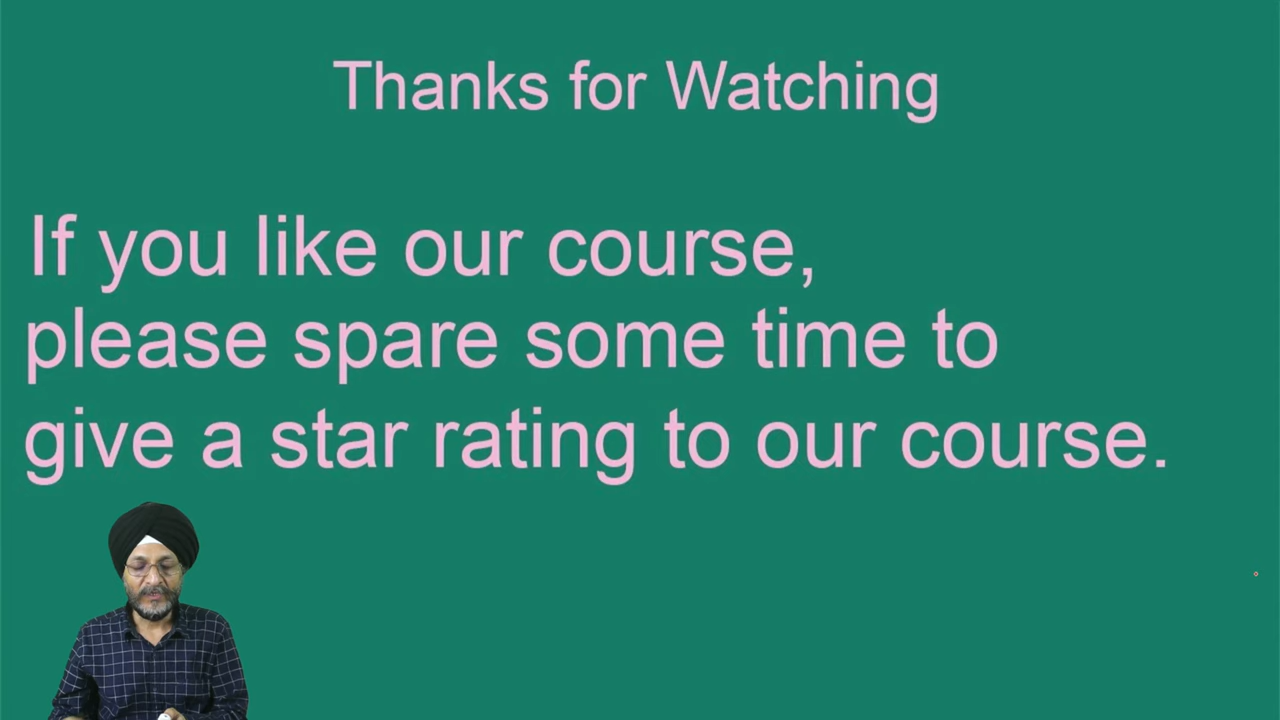 Thanks for Watching
If you like our course,
please spare some time to
give a star rating to our course.